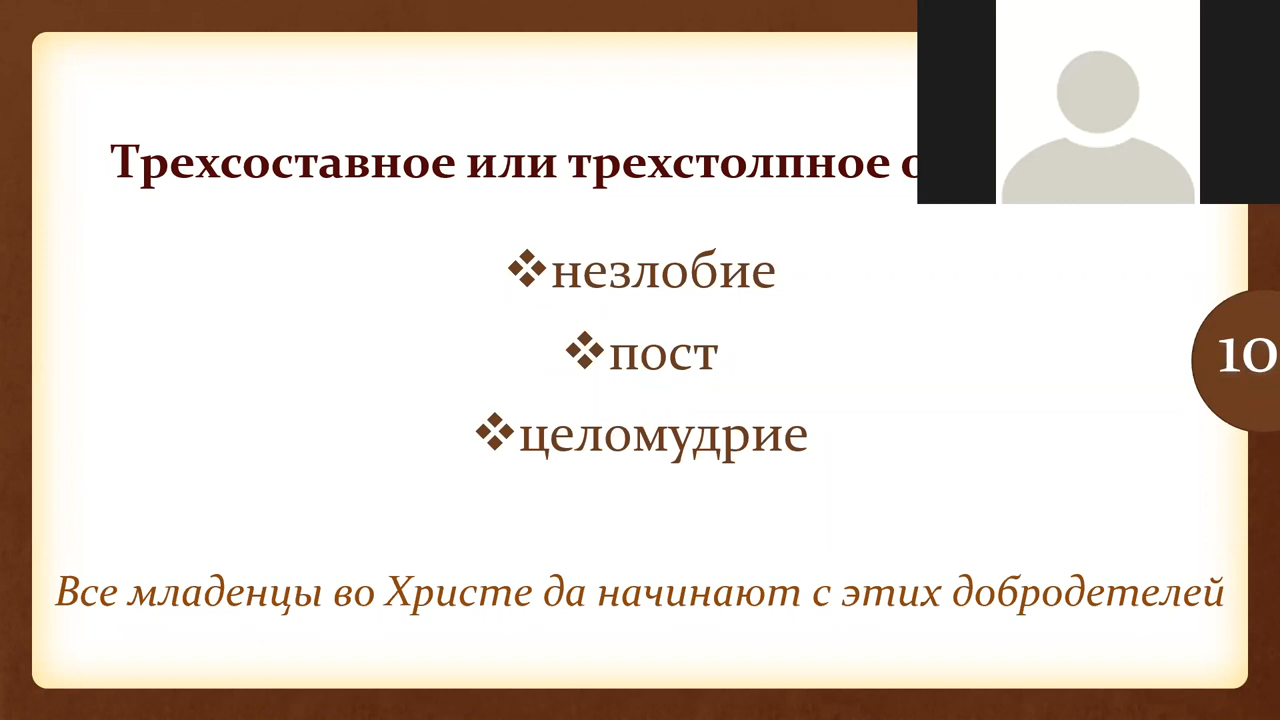 Трехсоставное или трехстолпное
❖незлобие
❖пост
❖целомудрие
10
Все младенцы во Христе да начинают с этих добродетелей